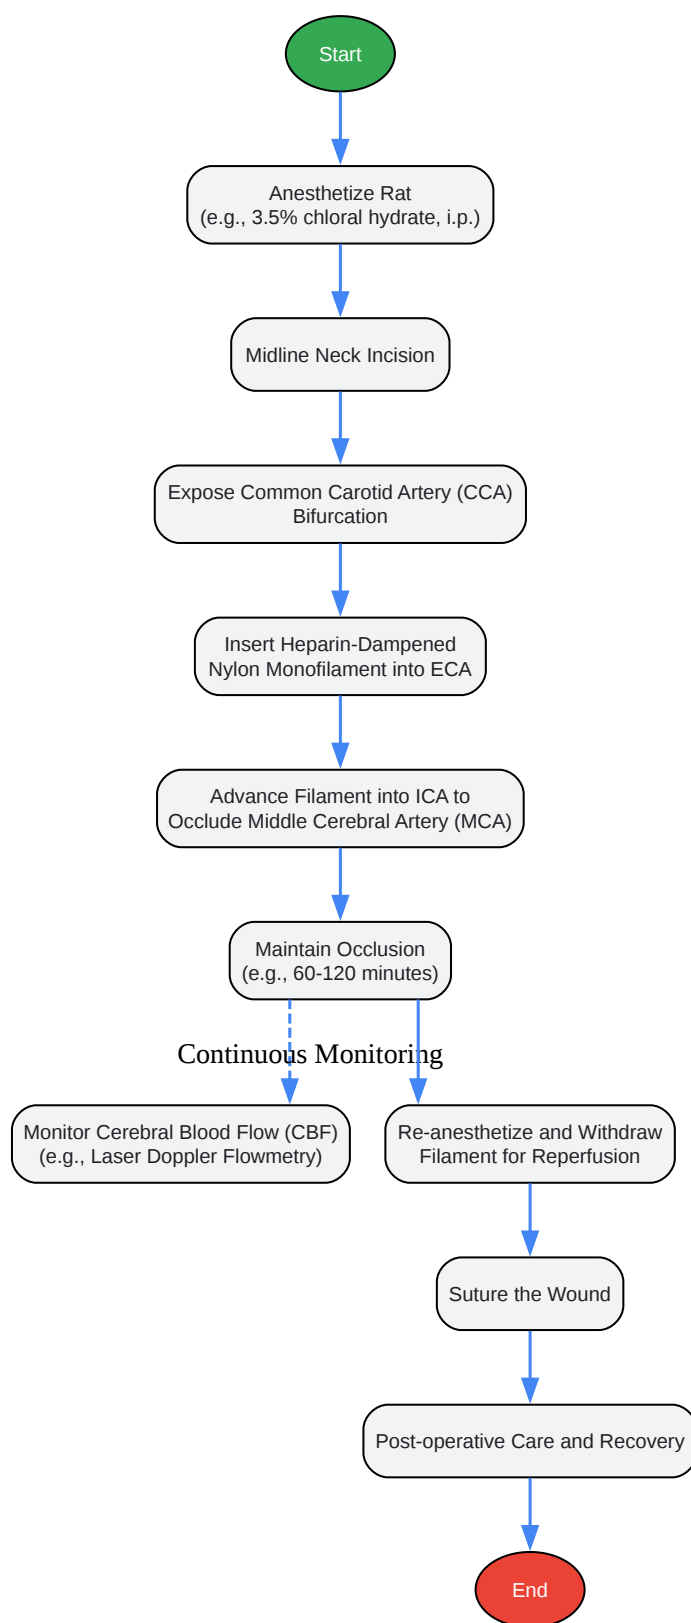 Start
Anesthetize Rat
(e.g., 3.5% chloral hydrate, i.p.)
Midline Neck Incision
Expose Common Carotid Artery (CCA)
Bifurcation
Insert Heparin-Dampened
Nylon Monofilament into ECA
Advance Filament into ICA to
Occlude Middle Cerebral Artery (MCA)
Maintain Occlusion
(e.g., 60-120 minutes)
Continuous Monitoring
Monitor Cerebral Blood Flow (CBF)
(e.g., Laser Doppler Flowmetry)
Re-anesthetize and Withdraw
Filament for Reperfusion
Suture the Wound
Post-operative Care and Recovery
End